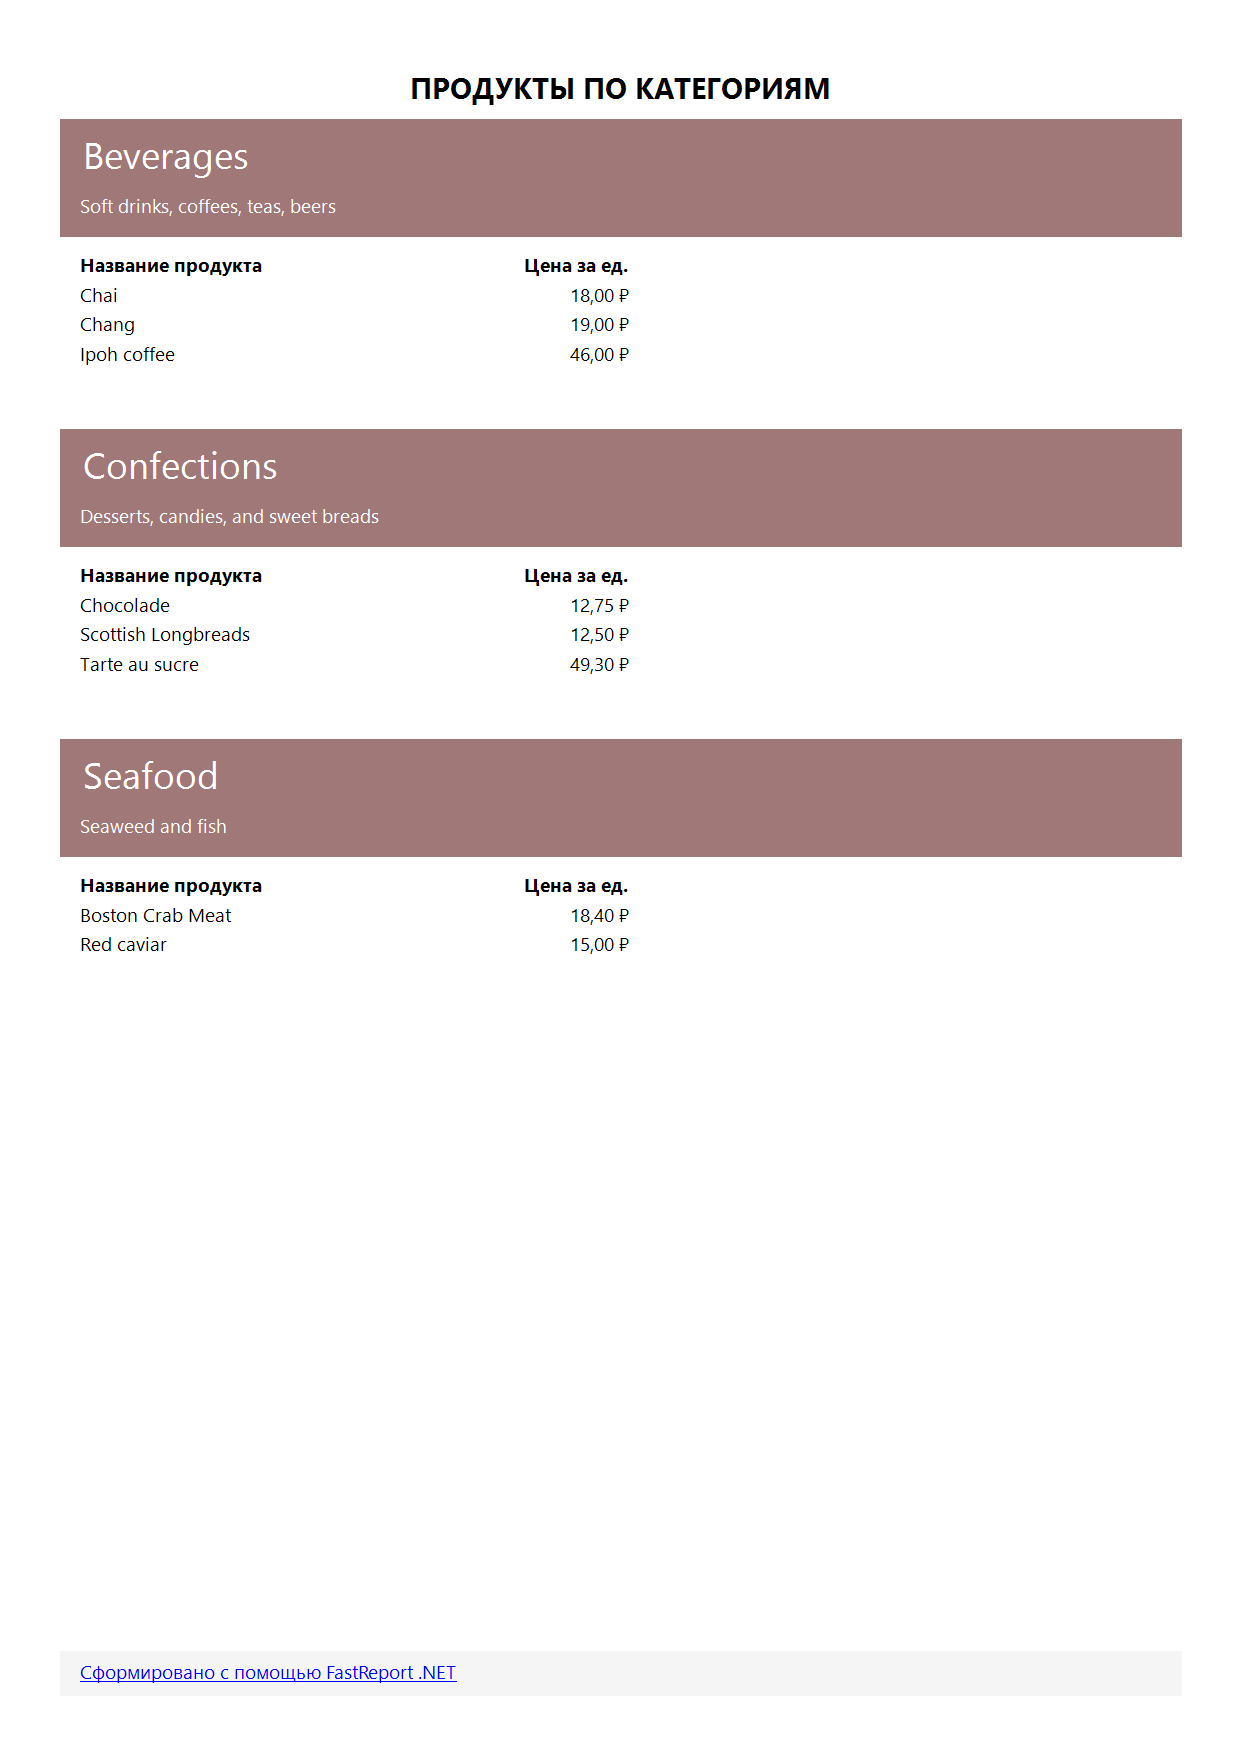 ПРОДУКТЫ ПО КАТЕГОРИЯМ
Beverages
Soft drinks, coffees, teas, beers
Название продукта Цена за ед.
Chai 18,00 ₽
Chang 19,00 ₽
Ipoh coffee 46,00 ₽
Confections
Desserts, candies, and sweet breads
Название продукта Цена за ед.
Chocolade 12,75 ₽
Scottish Longbreads 12,50 ₽
Tarte au sucre 49,30 ₽
Seafood
Seaweed and fish
Название продукта Цена за ед.
Boston Crab Meat 18,40 ₽
Red caviar 15,00 ₽
Сформировано с помощью FastReport .NET